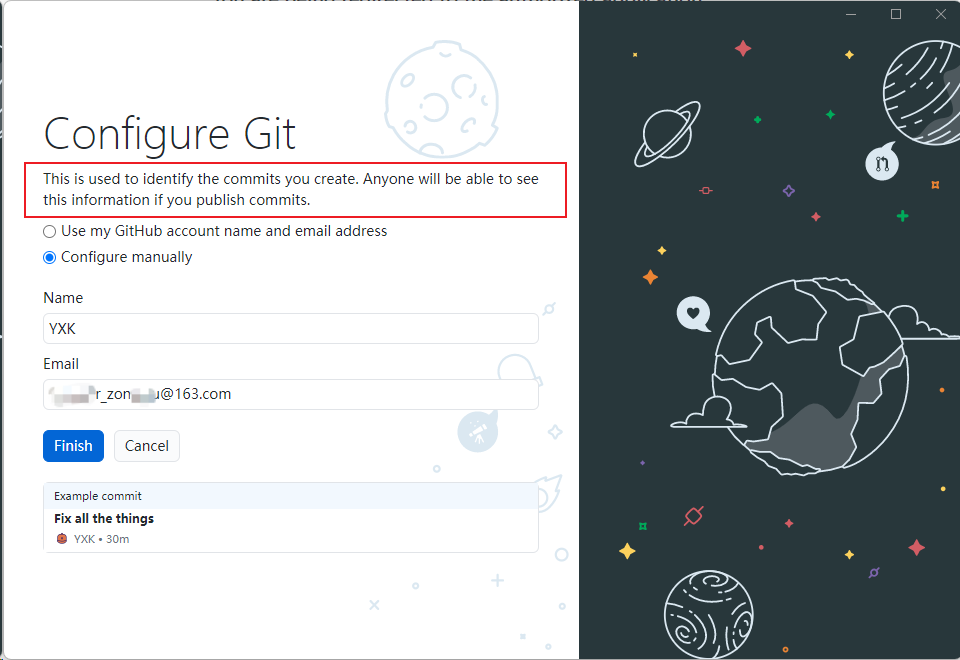 Configure Git
This is used to identify the commits you create. Anyone will be able to see
this information if you publish commits.
Use my GitHub account name and email address
Configure manually
Name
YXK
Email
r_zon u@163.com
Finish Cancel
Example commit
Fix all the things
YXK • 30m